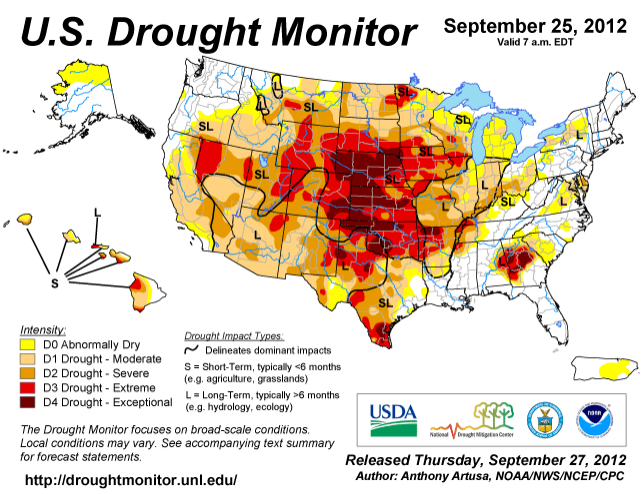 U.S. Drought Monitor
September 25, 2012
Valid 7 a.m. EDT
L
L
SL
SL
SL
SL
L
SL
SL
SL
SL
L
SL
L
L
L
L
SL
L
S
Intensity:
D0 Abnormally Dry
D1 Drought - Moderate
D2 Drought - Severe
D3 Drought - Extreme
D4 Drought - Exceptional
Drought Impact Types:
Delineates dominant impacts
S = Short-Term, typically <6 months
(e.g. agriculture, grasslands)
L = Long-Term, typically >6 months
(e.g. hydrology, ecology)
The Drought Monitor focuses on broad-scale conditions.
Local conditions may vary. See accompanying text summary
for forecast statements.
http://droughtmonitor.unl.edu/
USDA
National Drought Mitigation Center
NOAA
Released Thursday, September 27, 2012
Author: Anthony Artusa, NOAA/NWS/NCEP/CPC